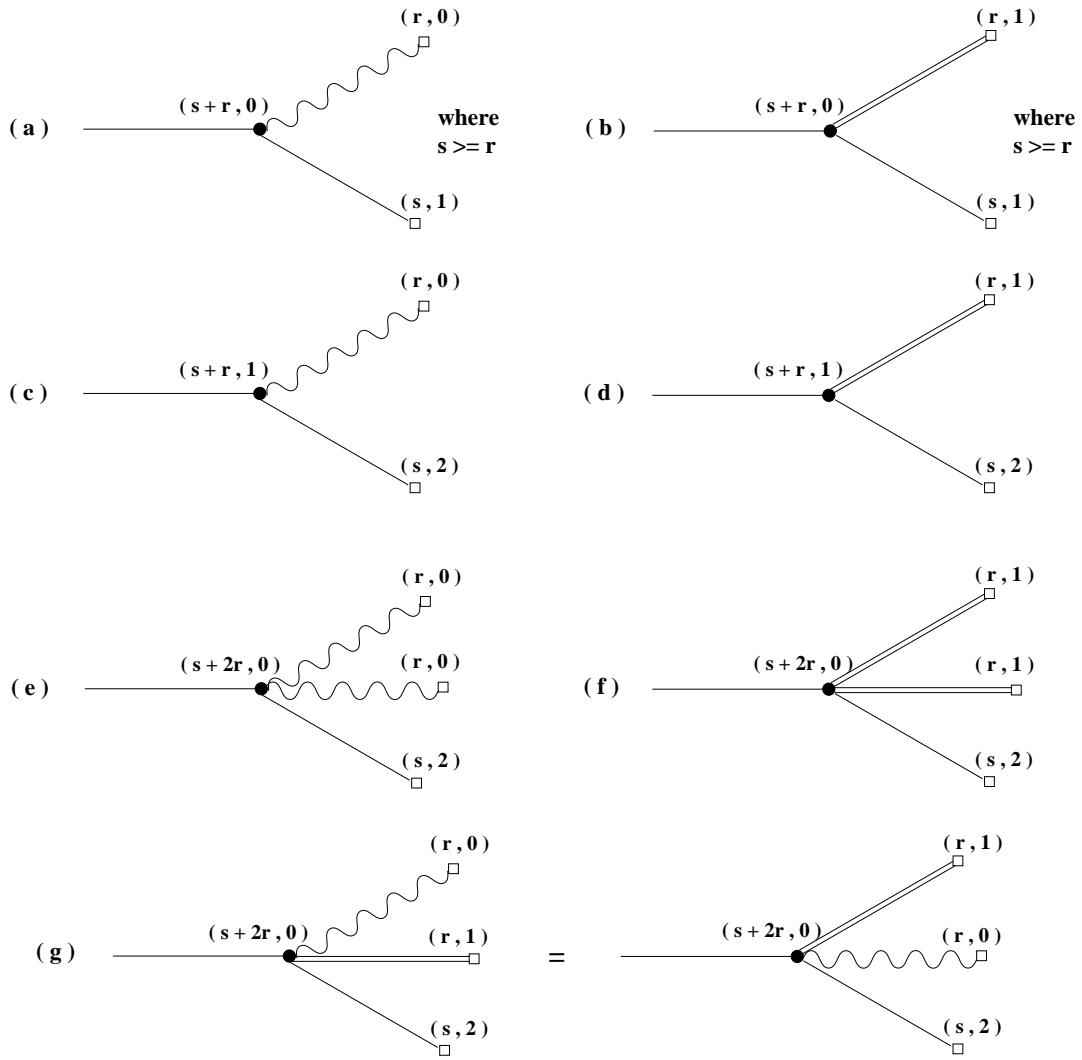 ( r , 0 )
( r , 1 )
( s + r , 0 )
( s + r , 0 )
( a )
where
s >= r
( b )
where
s >= r
( s , 1 )
( s , 1 )
( r , 0 )
( r , 1 )
( s + r , 1 )
( s + r , 1 )
( c )
( d )
( s , 2 )
( s , 2 )
( r , 0 )
( r , 1 )
( s + 2r , 0 )
( r , 0 )
( s + 2r , 0 )
( r , 1 )
( e )
( f )
( s , 2 )
( s , 2 )
( r , 0 )
( r , 1 )
( s + 2r , 0 )
( r , 1 )
( s + 2r , 0 )
( r , 0 )
( g )
=
( s , 2 )
( s , 2 )